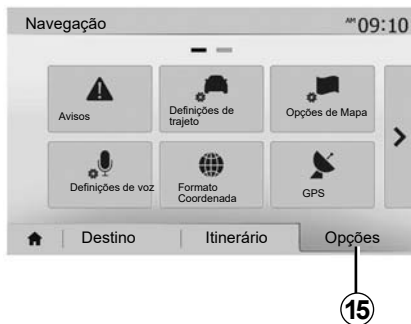 Navegação
AM 09:10
Avisos
Definições de
trajeto
Opções de Mapa
Definições de voz
Formato
Coordenada
GPS
Destino
Itinerário
Opções
15